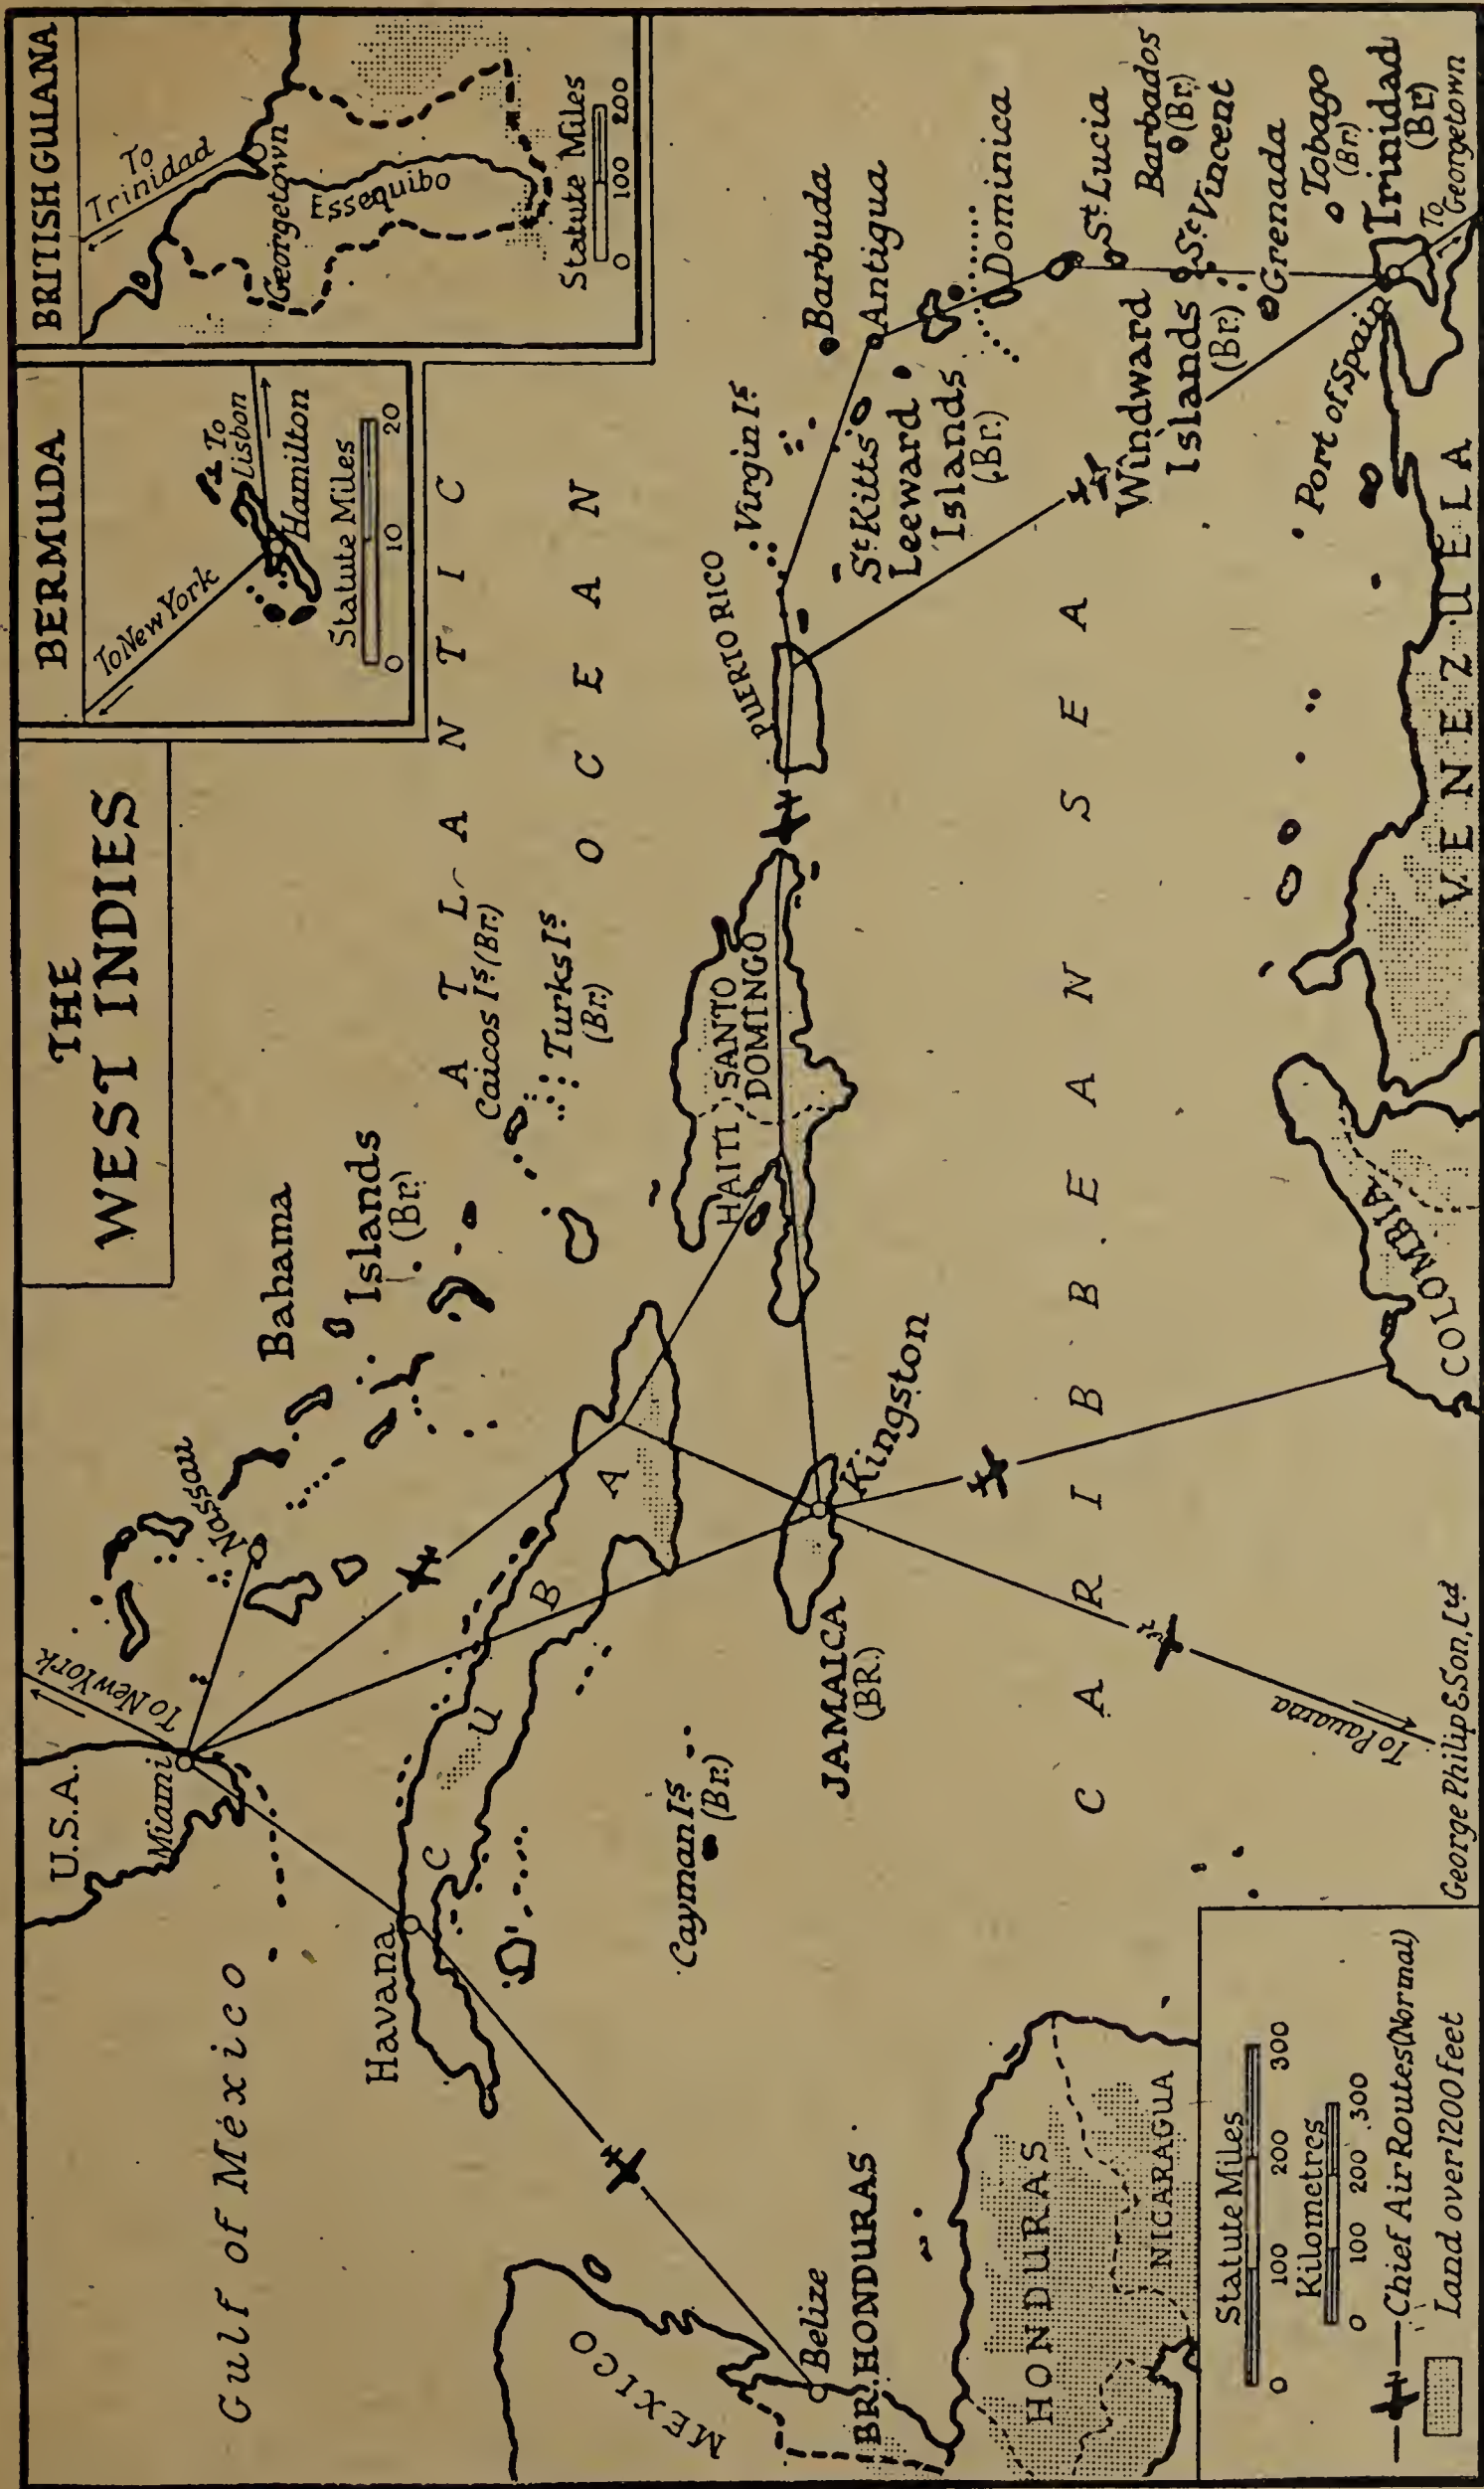 THE
WEST INDIES
BERMUDA
To New York
To
Lisbon
Hamilton
Statute Miles
0 10 20
BRITISH GUIANA
To
Trinidad
Georgetown
Essequibo
Statute Miles
0 100 200
U.S.A.
Miami
To New York
Nassau
Bahama
Islands
(Br.)
Gulf of Mexico
Havana
CUBA
ATLANTIC
OCEAN
Caicos Is. (Br.)
Turks Is.
(Br.)
Cayman Is.
(Br.)
HAITI
SANTO
DOMINGO
PUERTO RICO
Virgin Is.
Barbuda
Antigua
St. Kitts
Leeward
Islands
(Br.)
Dominica
MEXICO
Belize
BR. HONDURAS
JAMAICA
(BR.)
Kingston
CARIBBEAN SEA
St. Lucia
Barbados
(Br.)
St. Vincent
Windward
Islands
(Br.)
Grenada
Tobago
(Br.)
Trinidad
(Br.)
To
Georgetown
Port of Spain
HONDURAS
NICARAGUA
To Panama
COLOMBIA
VENEZUELA
Statute Miles
0 100 200 300
Kilometres
0 100 200 300
Chief Air Routes (Normal)
Land over 1200 feet
George Philip & Son, Ltd